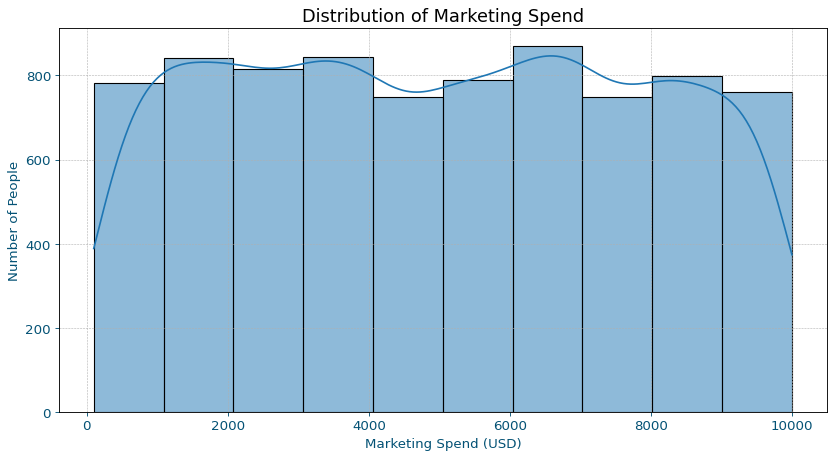 Distribution of Marketing Spend
Number of People
800
600
400
200
0
0 2000 4000 6000 8000 10000
Marketing Spend (USD)